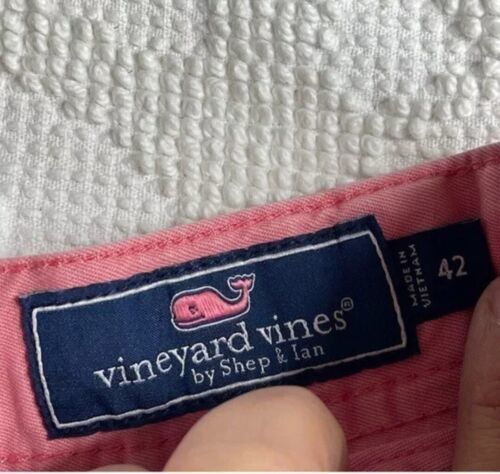 vineyard vines®
by Shep & Ian
MADE IN
VIETNAM
42